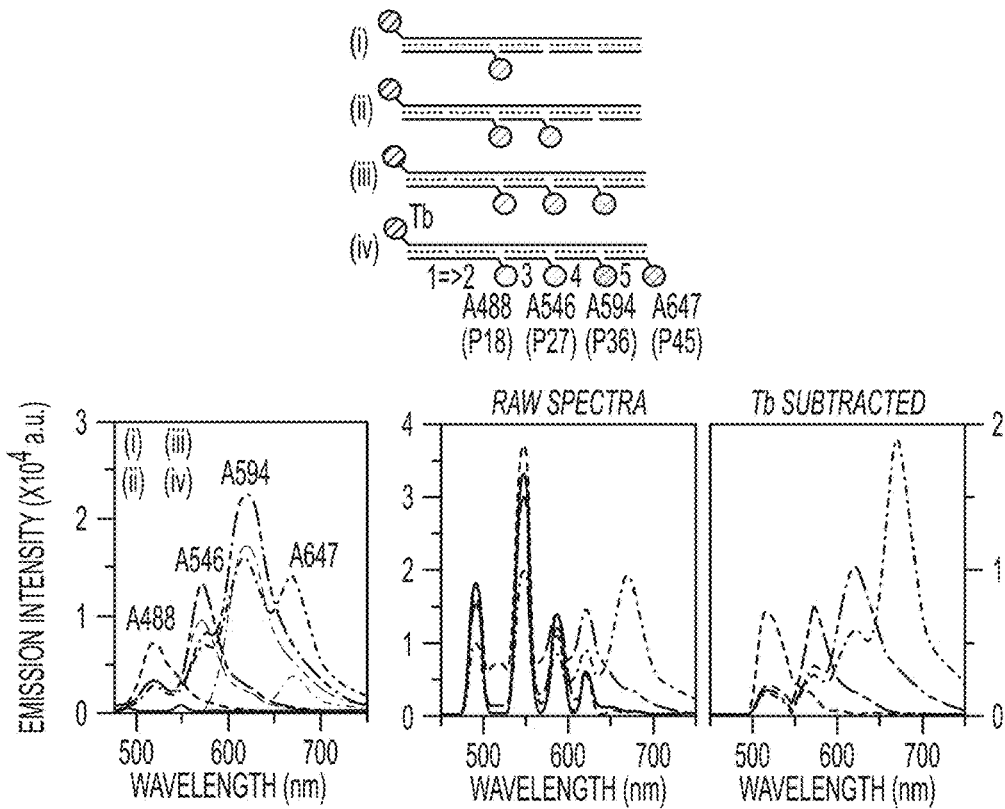 (i)
(ii)
(iii)
Tb
(iv)
1=>2 3 4 5
A488 A546 A594 A647
(P18) (P27) (P36) (P45)
RAW SPECTRA
Tb SUBTRACTED
EMISSION INTENSITY (X10⁴ a.u.)
3
2
1
0
(i) (iii)
(ii) (iv)
A594
A546
A647
A488
500 600 700
WAVELENGTH (nm)
4
3
2
1
0
500 600 700
WAVELENGTH (nm)
2
1
0
500 600 700
WAVELENGTH (nm)